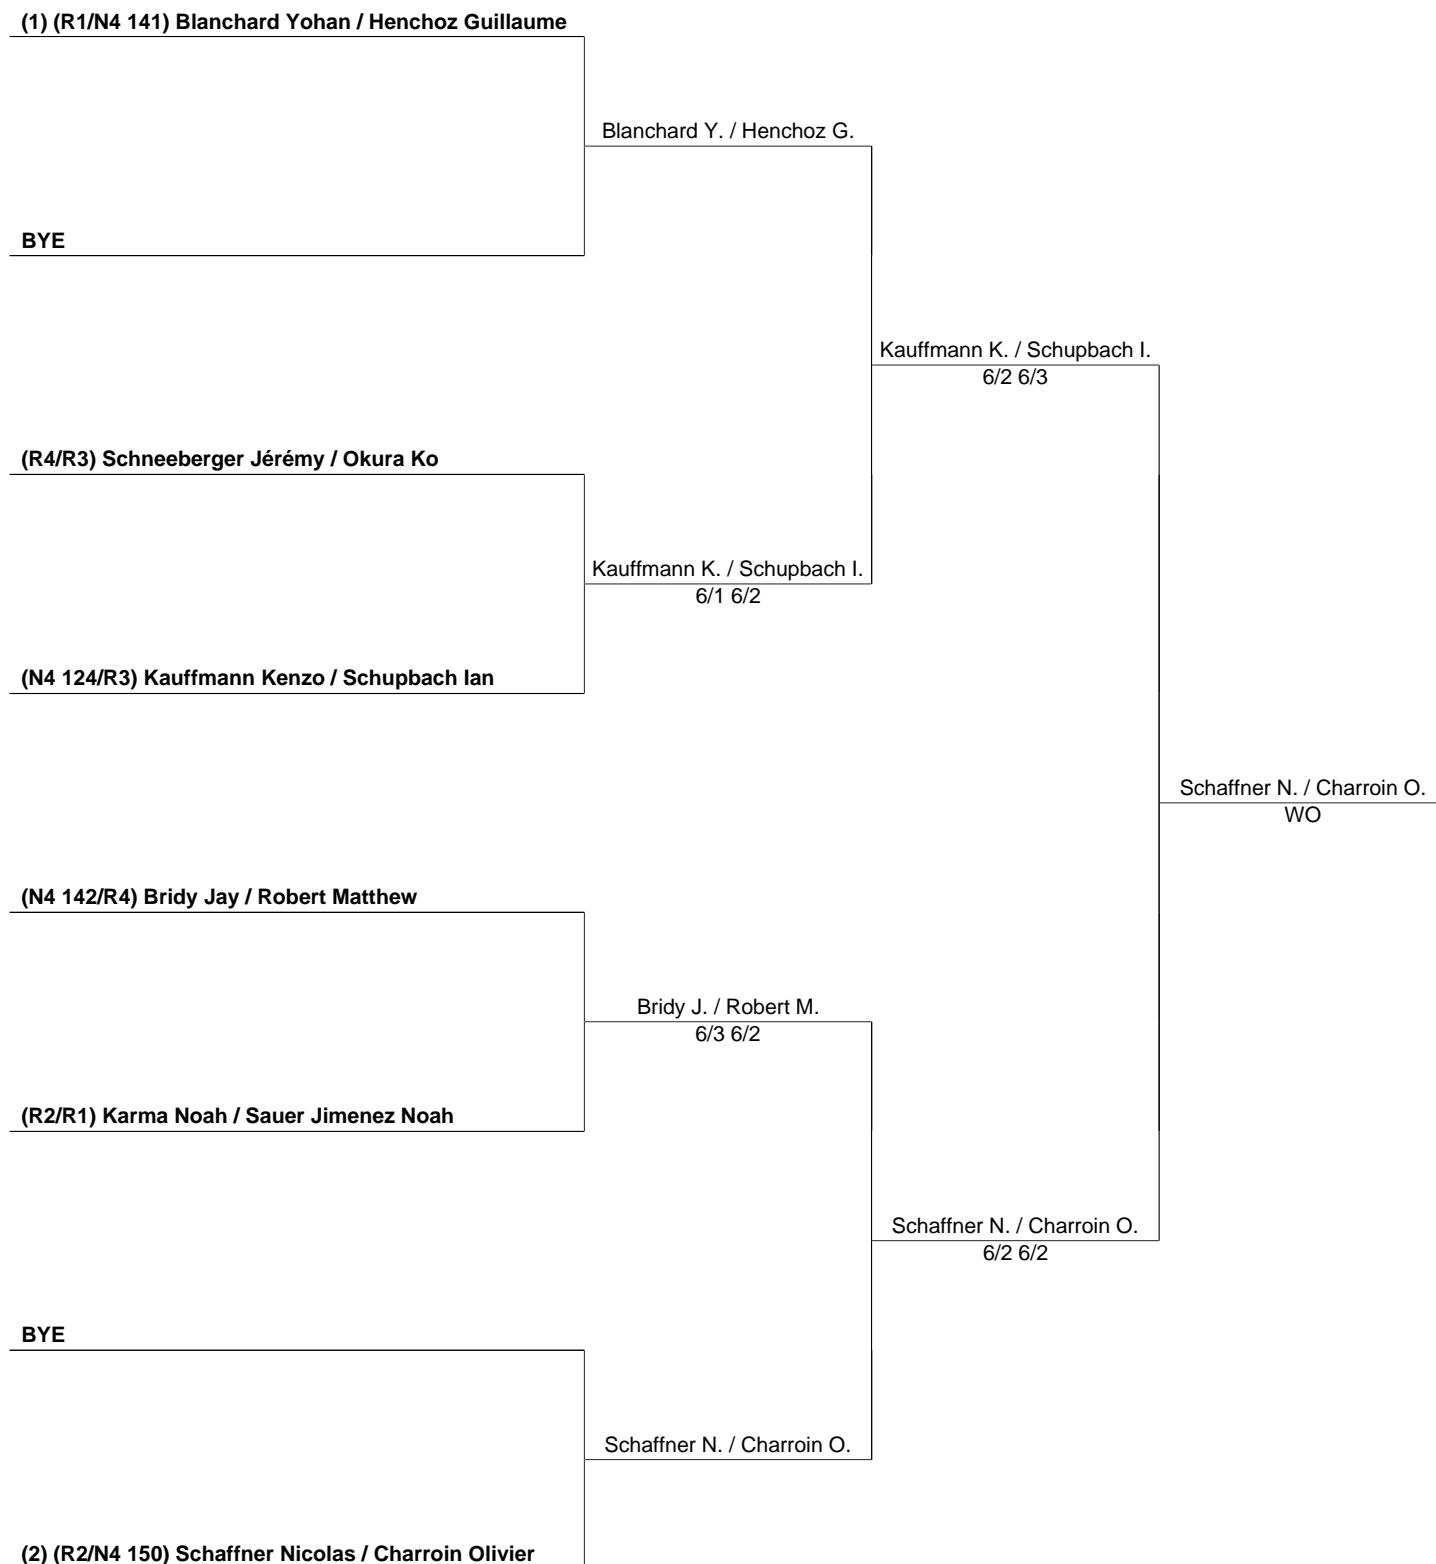 (1) (R1/N4 141) Blanchard Yohan / Henchoz Guillaume
Blanchard Y. / Henchoz G.
BYE
Kauffmann K. / Schupbach I.
6/2 6/3
(R4/R3) Schneeberger Jérémy / Okura Ko
Kauffmann K. / Schupbach I.
6/1 6/2
(N4 124/R3) Kauffmann Kenzo / Schupbach Ian
Schaffner N. / Charroin O.
WO
(N4 142/R4) Bridy Jay / Robert Matthew
Bridy J. / Robert M.
6/3 6/2
(R2/R1) Karma Noah / Sauer Jimenez Noah
Schaffner N. / Charroin O.
6/2 6/2
BYE
Schaffner N. / Charroin O.
(2) (R2/N4 150) Schaffner Nicolas / Charroin Olivier